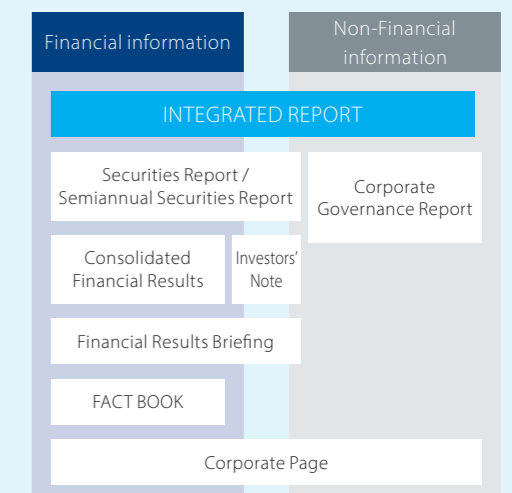 Financial information
Non-Financial
information
INTEGRATED REPORT
Securities Report /
Semiannual Securities Report
Corporate
Governance Report
Consolidated
Financial Results
Investors'
Note
Financial Results Briefing
FACT BOOK
Corporate Page